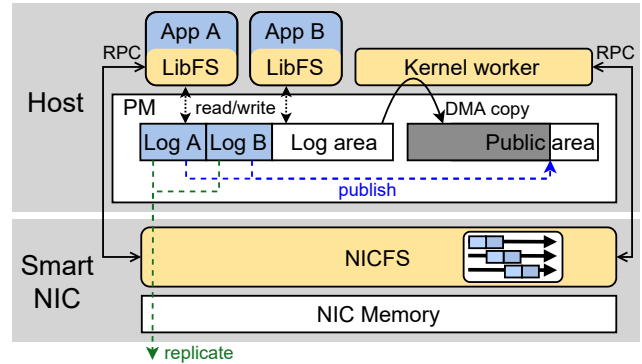 App A
App B
RPC
LibFS
LibFS
Kernel worker
RPC
Host
PM
read/write
DMA copy
Log A
Log B
Log area
Public area
publish
Smart
NIC
NICFS
NIC Memory
replicate